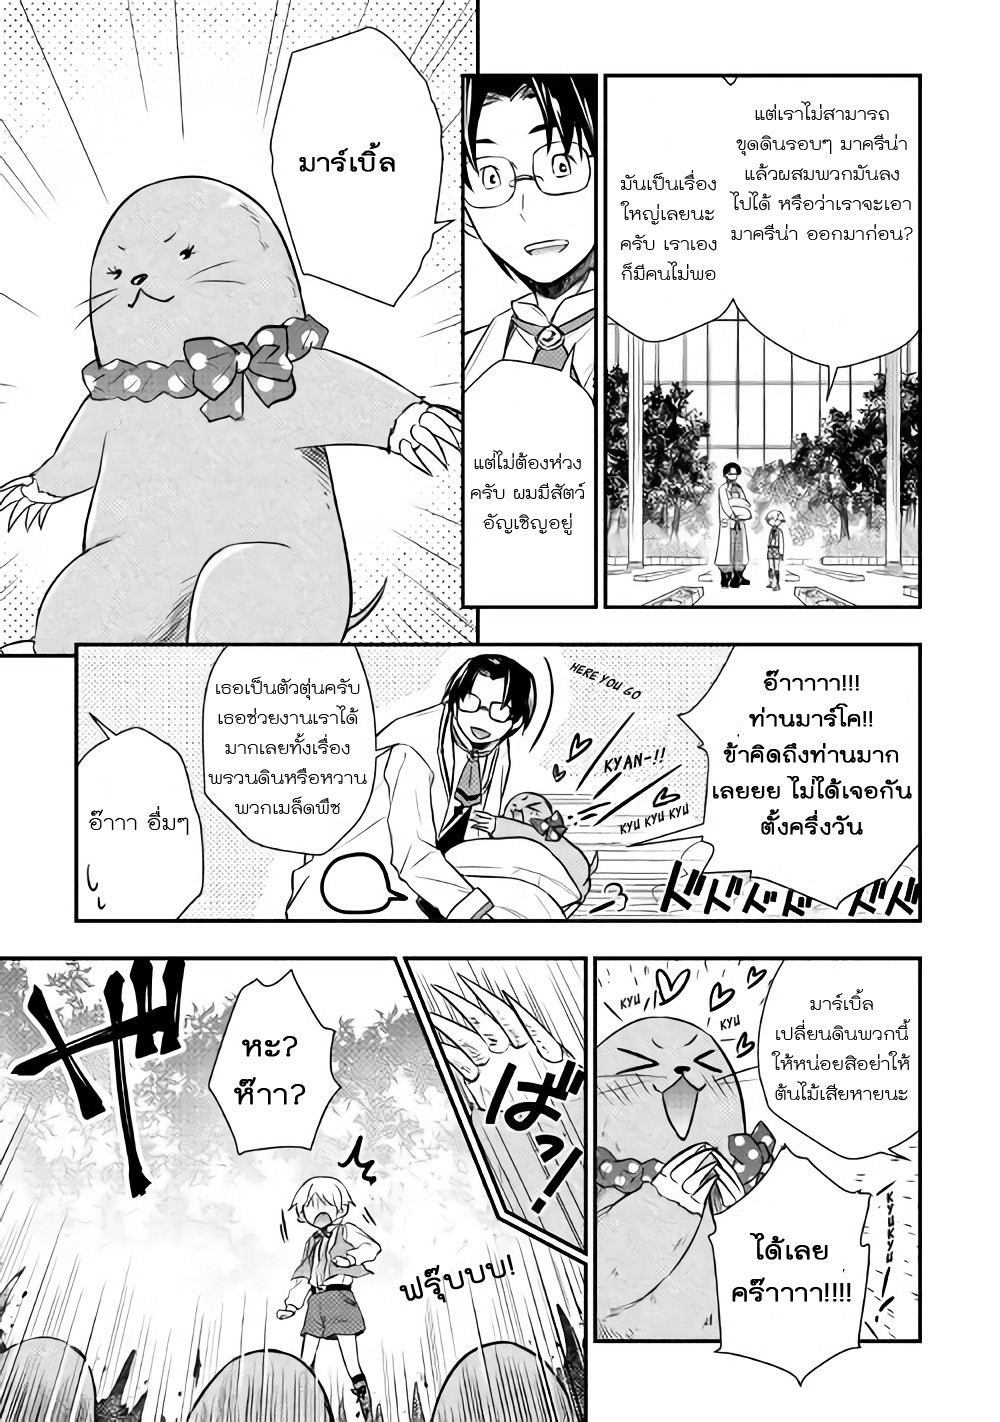 แต่เราไม่สามารถ
ขุดดินรอบๆ มาครีน่า
แล้วผสมพวกมันลง
ไปได้ หรือว่าเราจะเอา
มาครีน่า ออกมาก่อน?
มันเป็นเรื่อง
ใหญ่เลยนะ
ครับ เราเอง
ก็มีคนไม่พอ
แต่ไม่ต้องห่วง
ครับ ผมมีสัตว์
อัญเชิญอยู่
มาร์เบิ้ล
อ๊าาาาา!!!
ท่านมาร์โค!!
ข้าคิดถึงท่านมาก
เลยยย ไม่ได้เจอกัน
ตั้งครึ่งวัน
HERE YOU GO
KYAN-!!
KYU KYU KYU
ドドドドドド
เธอเป็นตัวตุ่นครับ
เธอช่วยงานเราได้
มากเลยทั้งเรื่อง
พรวนดินหรือหวาน
พวกเมล็ดพืช
อ๊าาา อื่มๆ
มาร์เบิ้ล
เปลี่ยนดินพวกนี้
ให้หน่อยสิอย่าให้
ต้นไม้เสียหายนะ
KYU
KYU
KYUKYU
ได้เลย
คร๊าาาา!!!!
ばっ!
หะ?
ห๊าา?
ฟรุ๊บบบ!